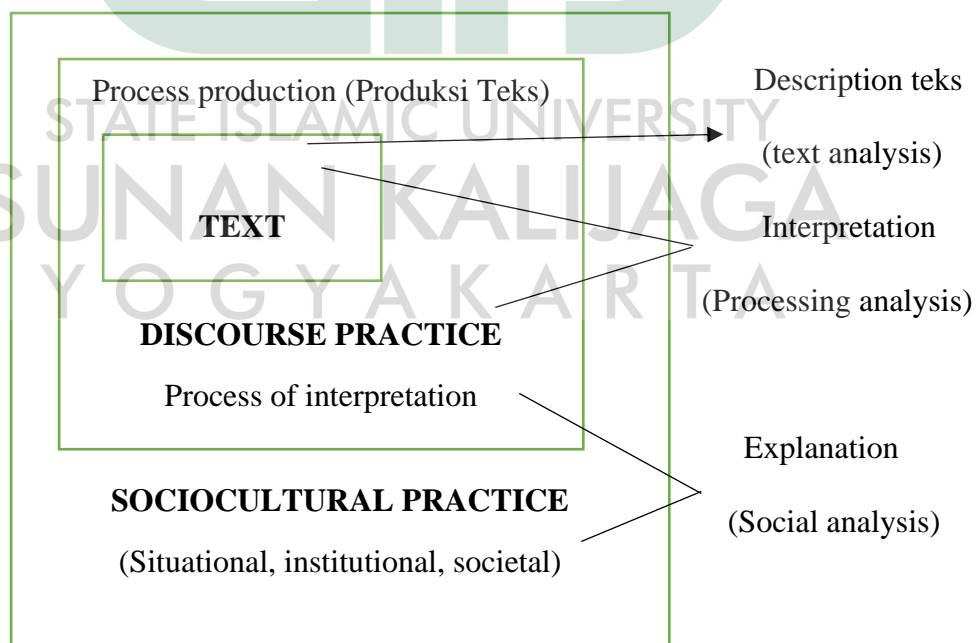 Process production (Produksi Teks)
Description teks
STATE ISLAMIC UNIVERSITY
(text analysis)
SUNAN KALIJAGA
TEXT
Interpretation
YOGYAKARTA
(Processing analysis)
DISCOURSE PRACTICE
Process of interpretation
Explanation
SOCIOCULTURAL PRACTICE
(Social analysis)
(Situational, institutional, societal)